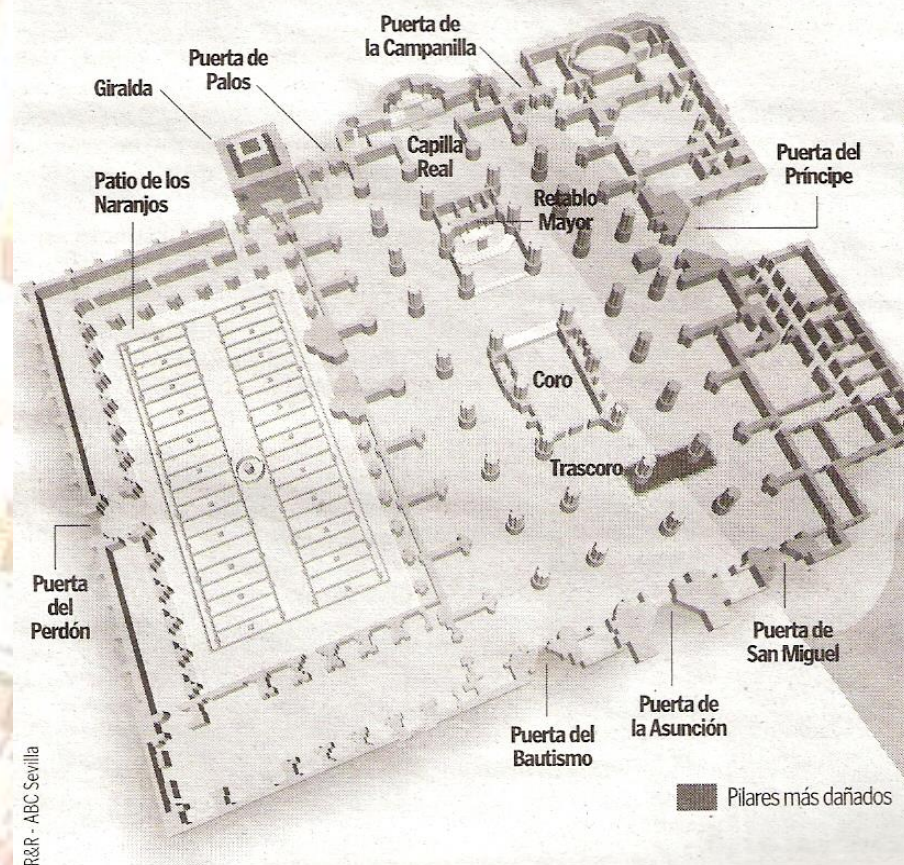 Puerta de
la Campanilla
Puerta de
Palos
Giralda
Capilla
Real
Puerta del
Príncipe
Patio de los
Naranjos
Retablo
Mayor
Coro
Trascoro
Puerta
del
Perdón
Puerta de
San Miguel
Puerta de
la Asunción
Puerta del
Bautismo
Pilares más dañados
R&R - ABC Sevilla